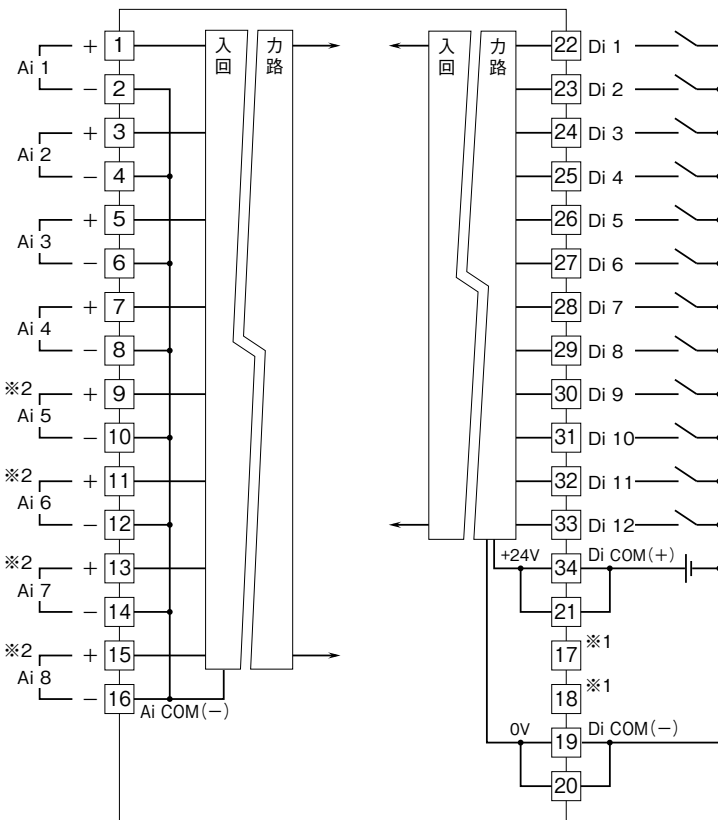 Ai 1
+ 1
− 2
Ai 2
+ 3
− 4
Ai 3
+ 5
− 6
Ai 4
+ 7
− 8
※2
Ai 5
+ 9
− 10
※2
Ai 6
+ 11
− 12
※2
Ai 7
+ 13
− 14
※2
Ai 8
+ 15
− 16
Ai COM(−)
入力
回路
入力
回路
22 Di 1
23 Di 2
24 Di 3
25 Di 4
26 Di 5
27 Di 6
28 Di 7
29 Di 8
30 Di 9
31 Di 10
32 Di 11
33 Di 12
+24V 34 Di COM(+)
21
17 ※1
18 ※1
0V 19 Di COM(−)
20